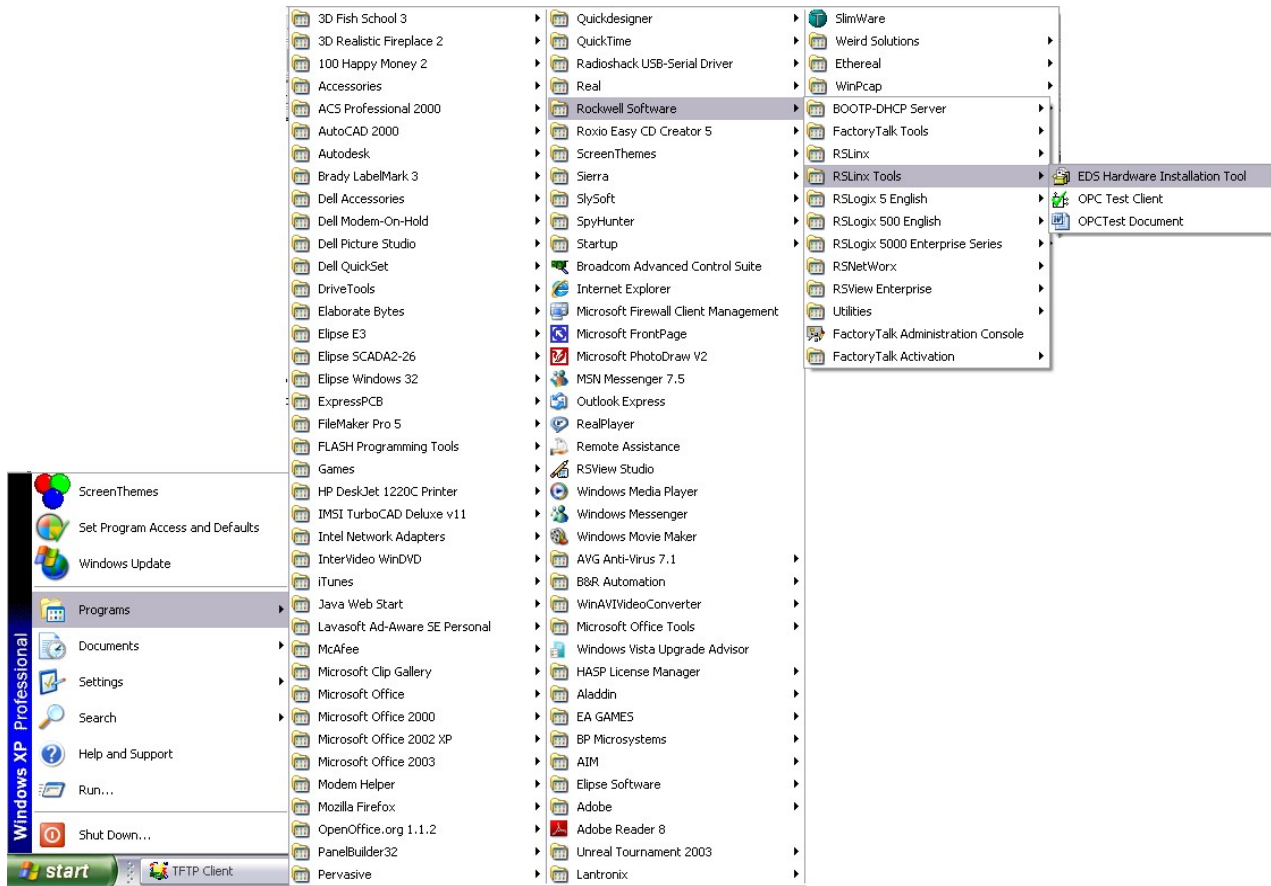 3D Fish School 3
3D Realistic Fireplace 2
100 Happy Money 2
Accessories
ACS Professional 2000
AutoCAD 2000
Autodesk
Brady LabelMark 3
Dell Accessories
Dell Modem-On-Hold
Dell Picture Studio
Dell QuickSet
DriveTools
Elaborate Bytes
Elipse E3
Elipse SCADA2-26
Elipse Windows 32
ExpressPCB
FileMaker Pro 5
FLASH Programming Tools
Games
HP DeskJet 1220C Printer
IMSI TurboCAD Deluxe v11
Intel Network Adapters
InterVideo WinDVD
iTunes
Java Web Start
Lavasoft Ad-Aware SE Personal
McAfee
Microsoft Clip Gallery
Microsoft Office
Microsoft Office 2000
Microsoft Office 2002 XP
Microsoft Office 2003
Modem Helper
Mozilla Firefox
OpenOffice.org 1.1.2
PanelBuilder32
Pervasive
Quickdesigner
QuickTime
Radioshack USB-Serial Driver
Real
Rockwell Software
Roxio Easy CD Creator 5
ScreenThemes
Sierra
SlySoft
SpyHunter
Startup
Broadcom Advanced Control Suite
Internet Explorer
Microsoft Firewall Client Management
Microsoft FrontPage
Microsoft PhotoDraw V2
MSN Messenger 7.5
Outlook Express
RealPlayer
Remote Assistance
RSView Studio
Windows Media Player
Windows Messenger
Windows Movie Maker
AVG Anti-Virus 7.1
B&R Automation
WinAVIVideoConverter
Microsoft Office Tools
Windows Vista Upgrade Advisor
HASP License Manager
Aladdin
EA GAMES
BP Microsystems
AIM
Elipse Software
Adobe
Adobe Reader 8
Unreal Tournament 2003
Lantronix
SlimWare
Weird Solutions
Ethereal
WinPcap
BOOTP-DHCP Server
FactoryTalk Tools
RSLinx
RSLinx Tools
RSLogix 5 English
RSLogix 500 English
RSLogix 5000 Enterprise Series
RSNetWorx
RSView Enterprise
Utilities
FactoryTalk Administration Console
FactoryTalk Activation
EDS Hardware Installation Tool
OPC Test Client
OPCTest Document
ScreenThemes
Set Program Access and Defaults
Windows Update
Programs
Documents
Settings
Search
Help and Support
Run...
Shut Down...
Windows XP Professional
start
TFTP Client